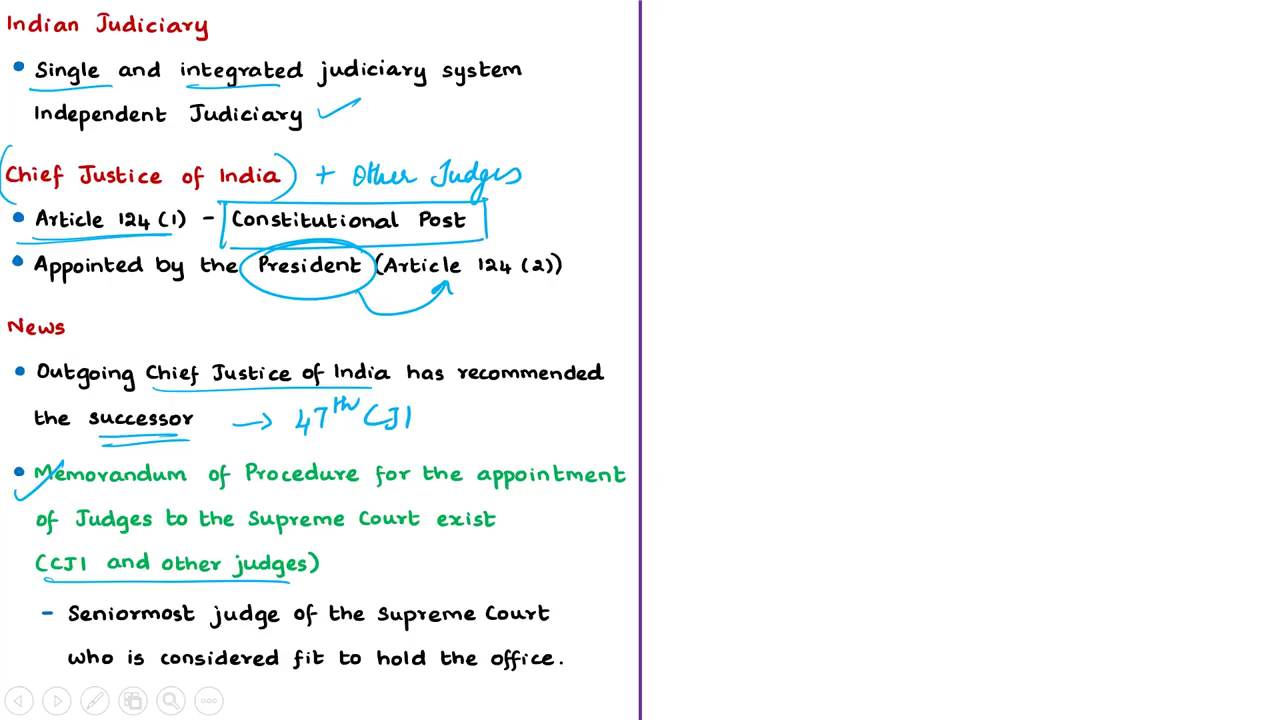 Indian Judiciary
• Single and integrated judiciary system
Independent Judiciary
(Chief Justice of India) + Other Judges
• Article 124 (1) - Constitutional Post
• Appointed by the President (Article 124 (2))
News
• Outgoing Chief Justice of India has recommended
the successor → 47th CJI
• Memorandum of Procedure for the appointment
of Judges to the Supreme Court exist
(CJI and other judges)
- Seniormost judge of the Supreme Court
who is considered fit to hold the office.